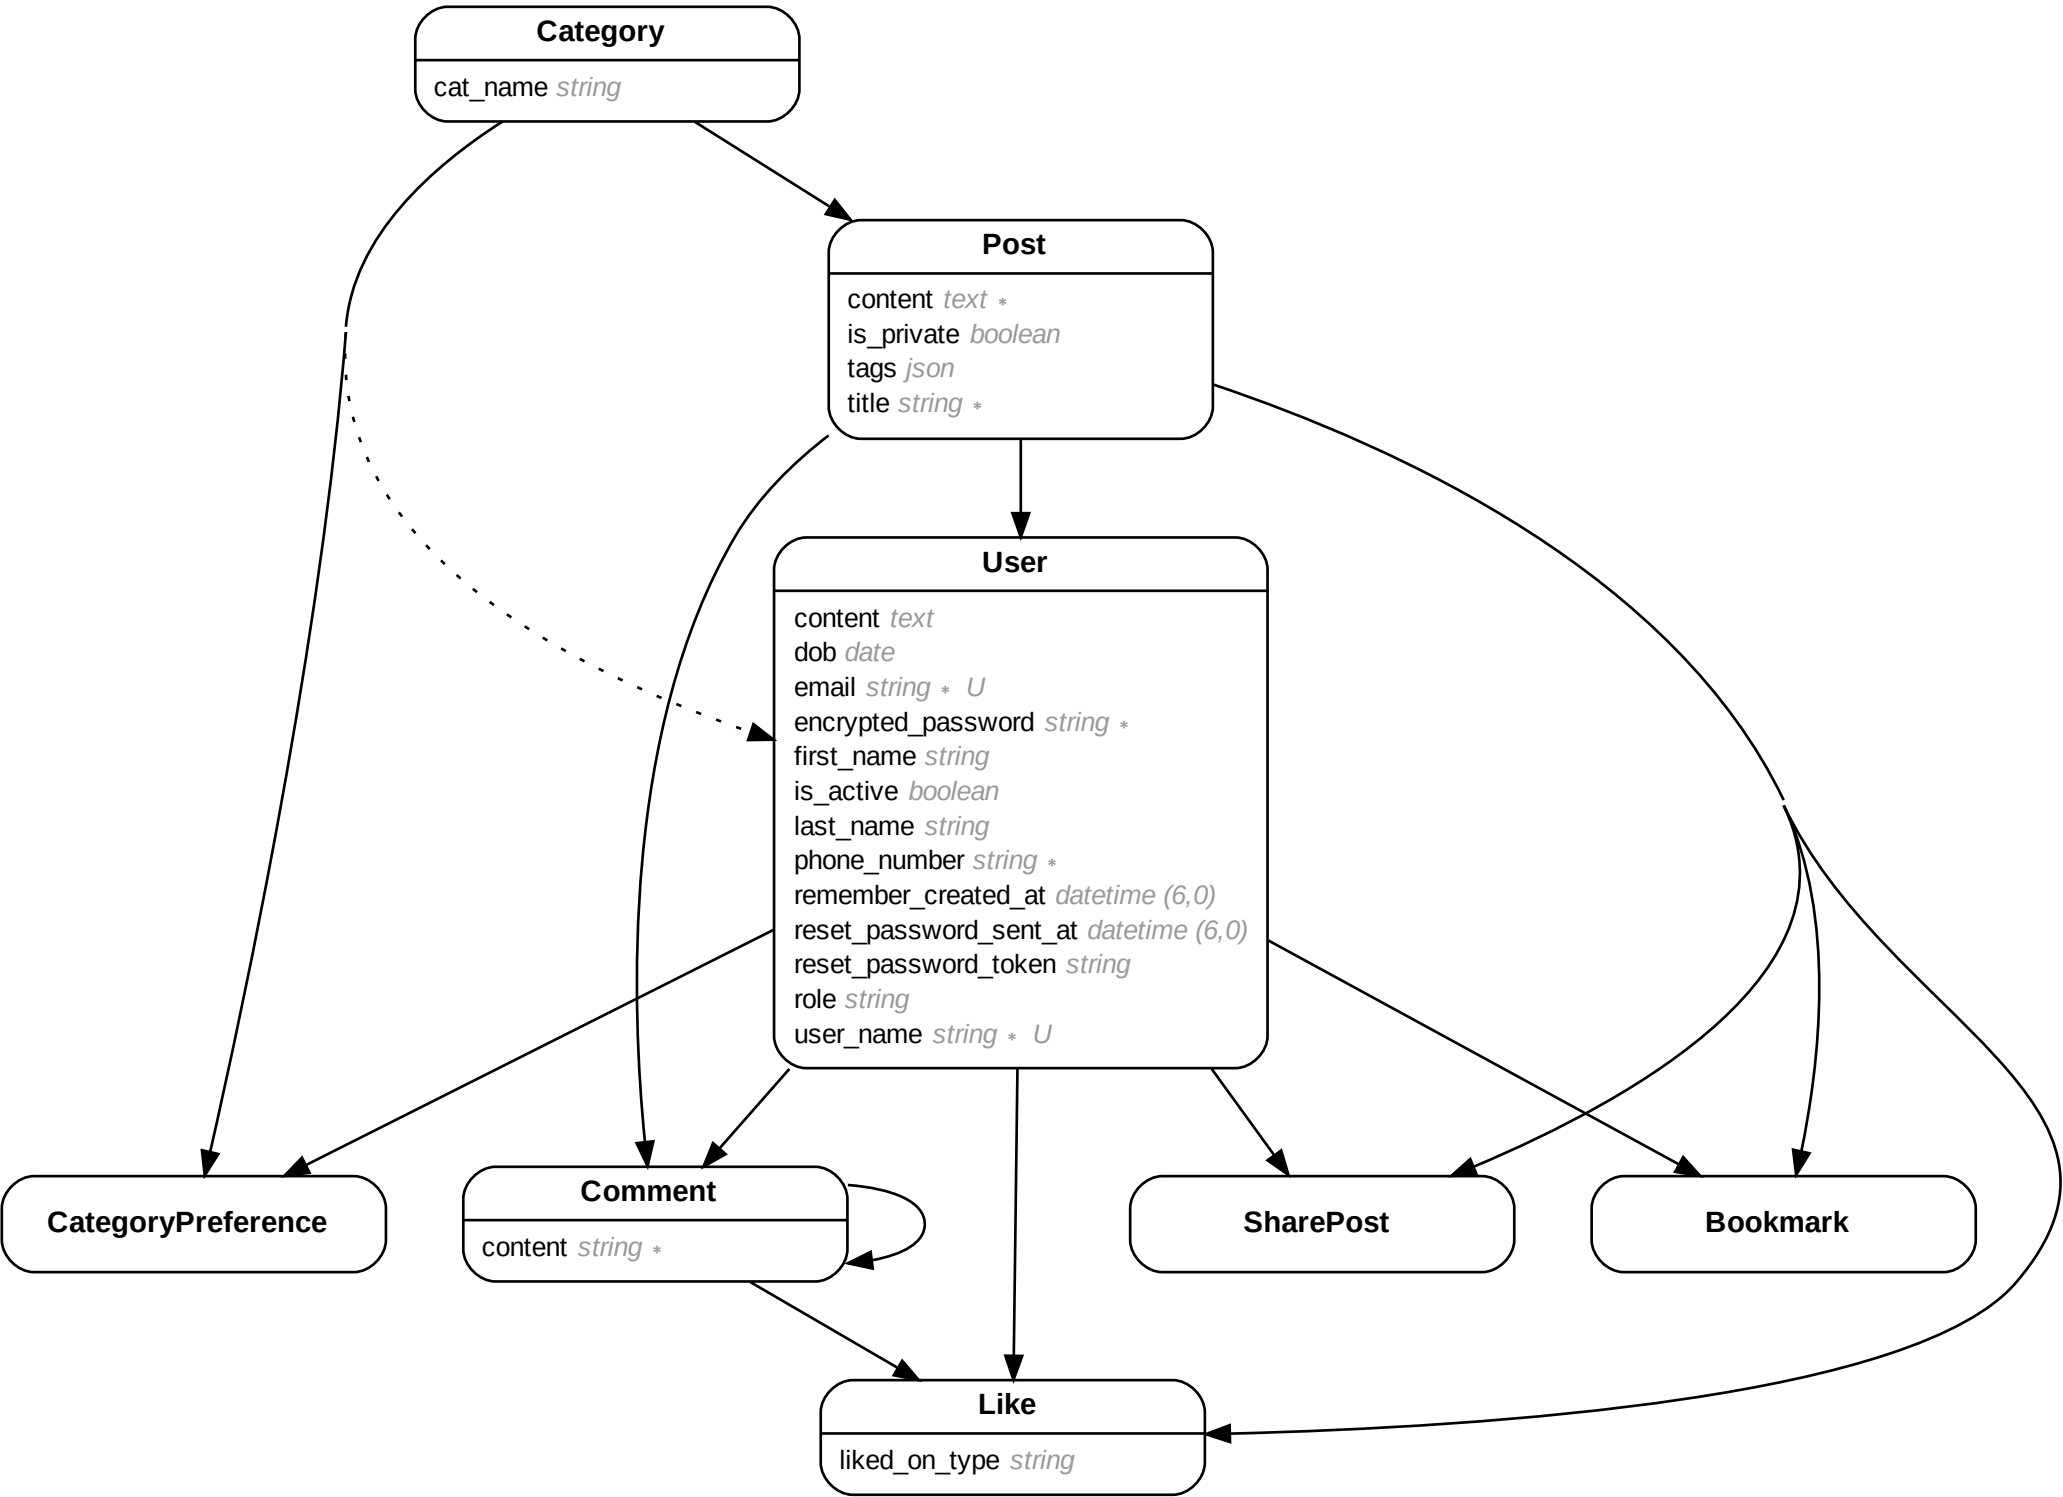 Category
cat_name string
Post
content text *
is_private boolean
tags json
title string *
User
content text
dob date
email string * U
encrypted_password string *
first_name string
is_active boolean
last_name string
phone_number string *
remember_created_at datetime (6,0)
reset_password_sent_at datetime (6,0)
reset_password_token string
role string
user_name string * U
CategoryPreference
Comment
content string *
SharePost
Bookmark
Like
liked_on_type string